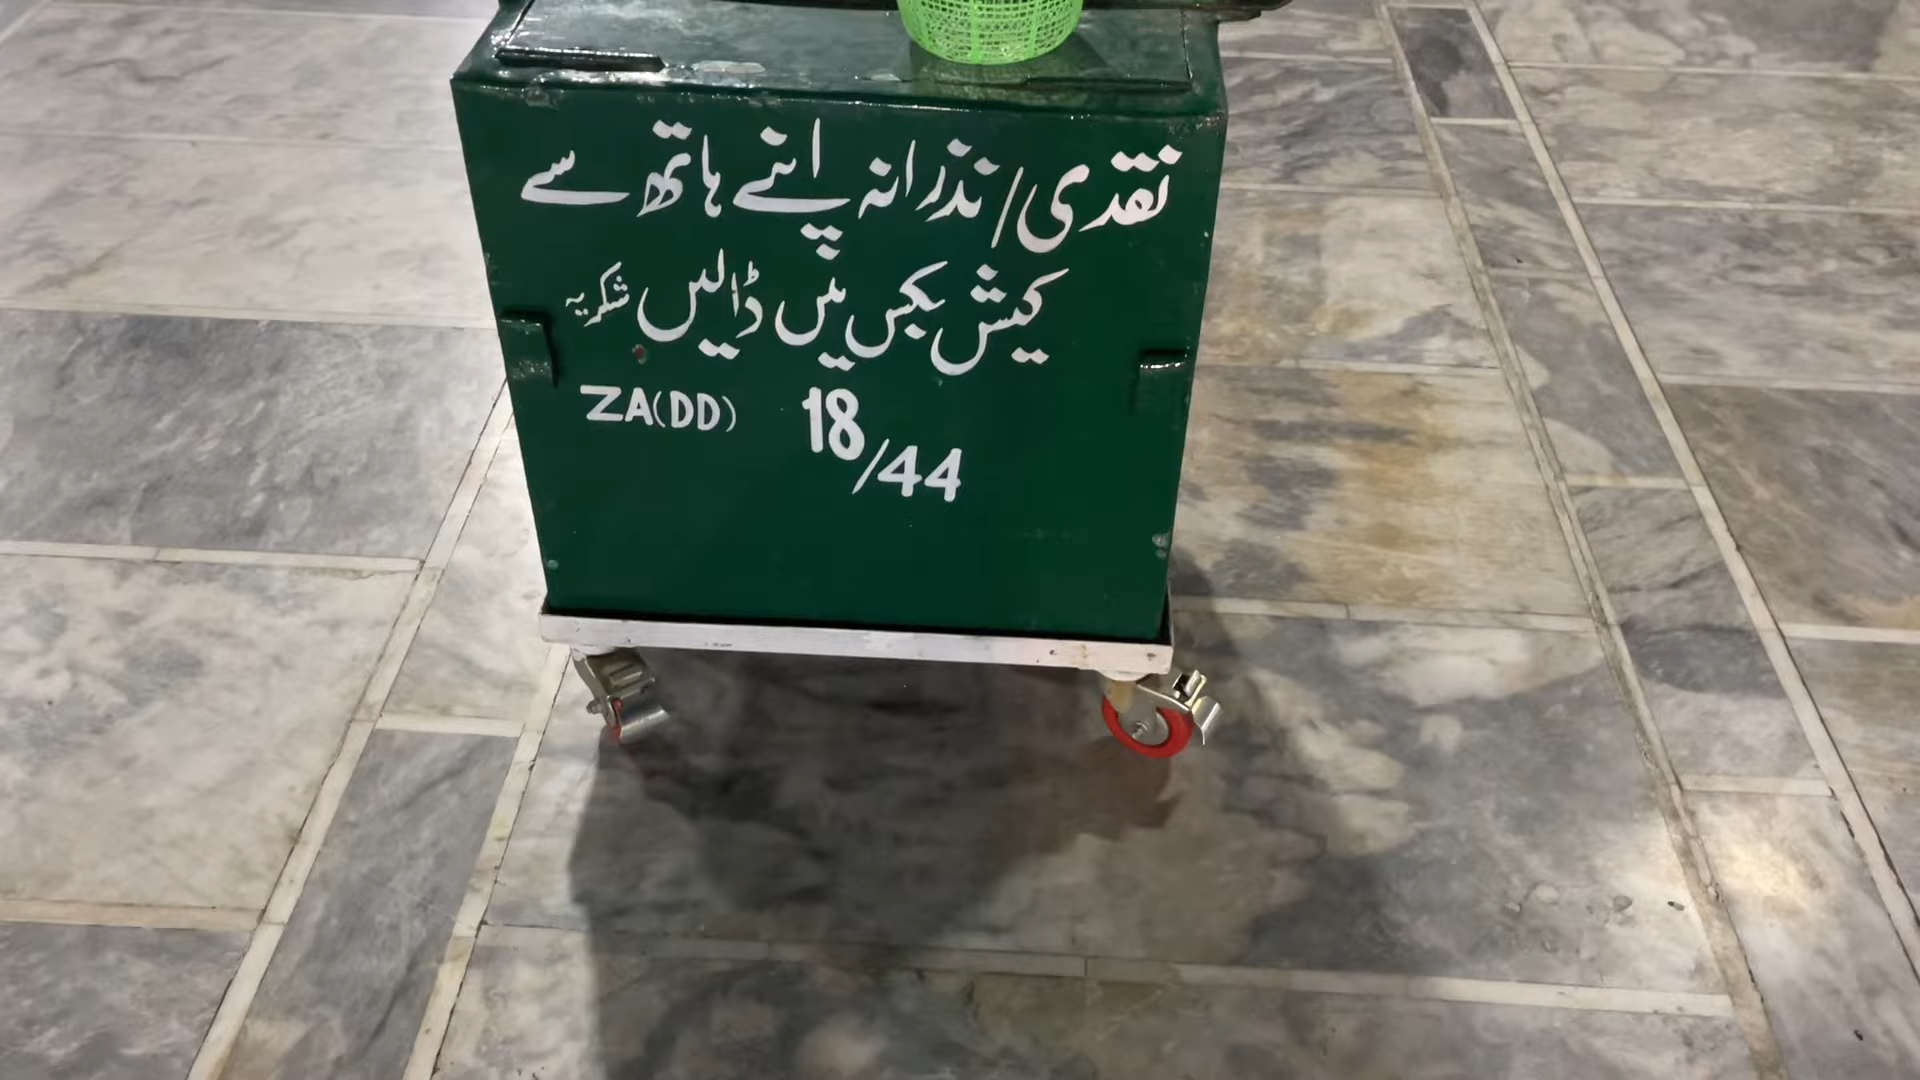 نقدی/نذرانہ اپنے ہاتھ سے
کیش بکس میں ڈالیں شکریہ
ZA(DD) 18/44